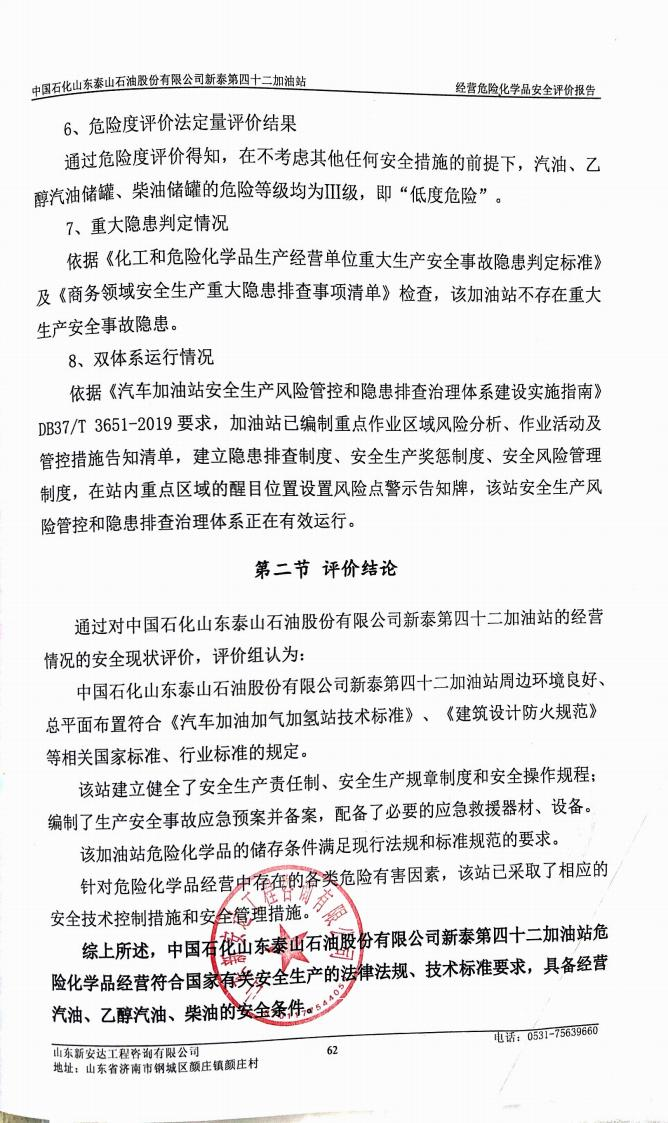 中国石化山东泰山石油股份有限公司新泰第四十二加油站 经营危险化学品安全评价报告
6、危险度评价法定量评价结果
通过危险度评价得知，在不考虑其他任何安全措施的前提下，汽油、乙
醇汽油储罐、柴油储罐的危险等级均为Ⅲ级，即“低度危险”。
7、重大隐患判定情况
依据《化工和危险化学品生产经营单位重大生产安全事故隐患判定标准》
及《商务领域安全生产重大隐患排查事项清单》检查，该加油站不存在重大
生产安全事故隐患。
8、双体系运行情况
依据《汽车加油站安全生产风险管控和隐患排查治理体系建设实施指南》
DB37/T 3651-2019 要求，加油站已编制重点作业区域风险分析、作业活动及
管控措施告知清单，建立隐患排查制度、安全生产奖惩制度、安全风险管理
制度，在站内重点区域的醒目位置设置风险点警示告知牌，该站安全生产风
险管控和隐患排查治理体系正在有效运行。
第二节 评价结论
通过对中国石化山东泰山石油股份有限公司新泰第四十二加油站的经营
情况的安全现状评价，评价组认为：
中国石化山东泰山石油股份有限公司新泰第四十二加油站周边环境良好、
总平面布置符合《汽车加油加气加氢站技术标准》、《建筑设计防火规范》
等相关国家标准、行业标准的规定。
该站建立健全了安全生产责任制、安全生产规章制度和安全操作规程；
编制了生产安全事故应急预案并备案，配备了必要的应急救援器材、设备。
该加油站危险化学品的储存条件满足现行法规和标准规范的要求。
针对危险化学品经营中存在的各类危险有害因素，该站已采取了相应的
安全技术控制措施和安全管理措施。
综上所述，中国石化山东泰山石油股份有限公司新泰第四十二加油站危
险化学品经营符合国家有关安全生产的法律法规、技术标准要求，具备经营
汽油、乙醇汽油、柴油的安全条件。
山东新安达工程咨询有限公司 62 电话：0531-75639660
地址：山东省济南市钢城区颜庄镇颜庄村